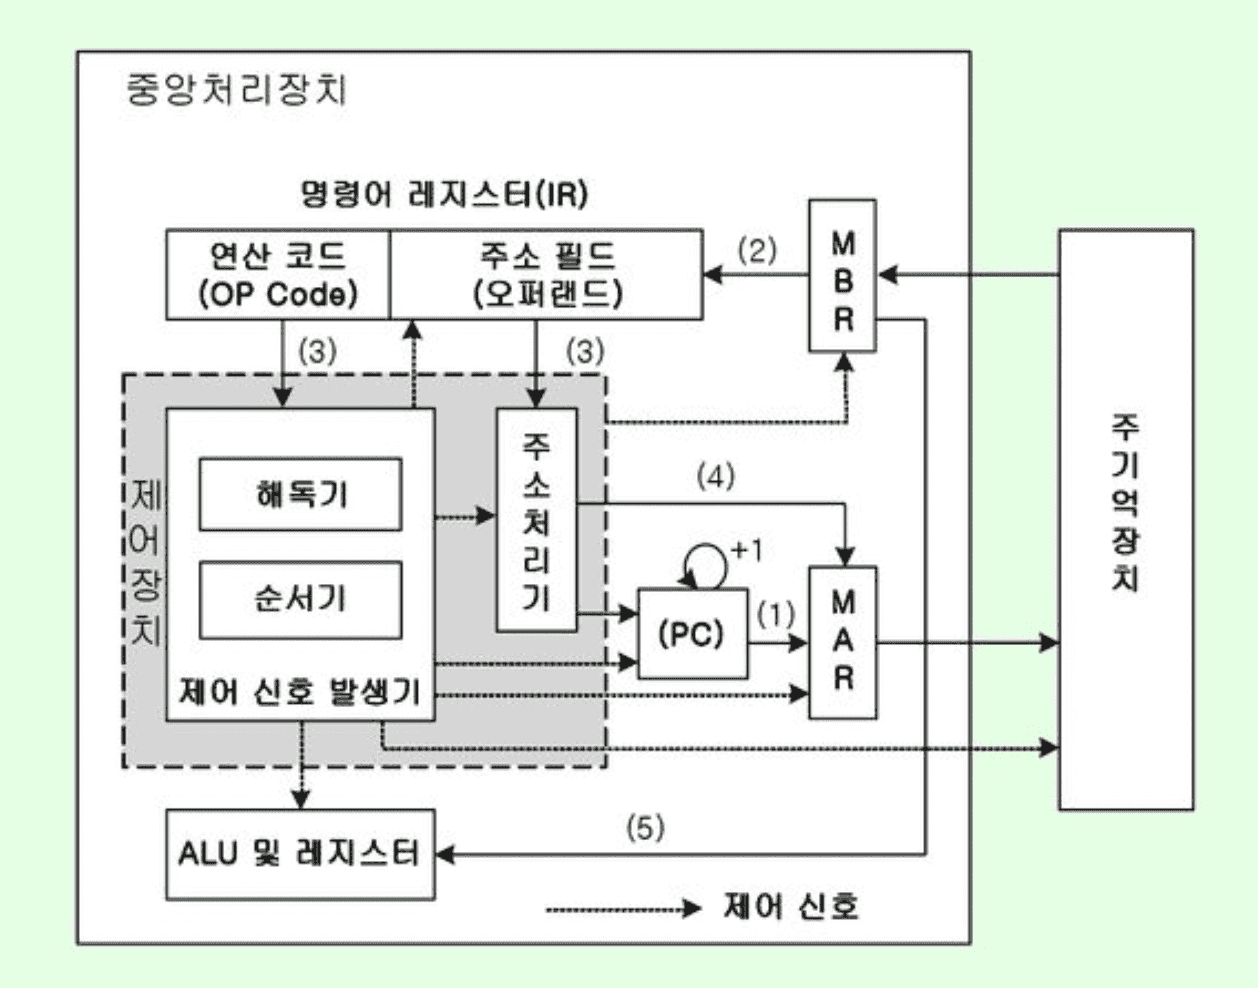 중앙처리장치
명령어 레지스터(IR)
연산 코드
(OP Code)
주소 필드
(오퍼랜드)
(2)
MBR
(3)
(3)
제어장치
해독기
순서기
제어 신호 발생기
주소처리기
(4)
+1
(PC)
(1)
MAR
주기억장치
ALU 및 레지스터
(5)
제어 신호